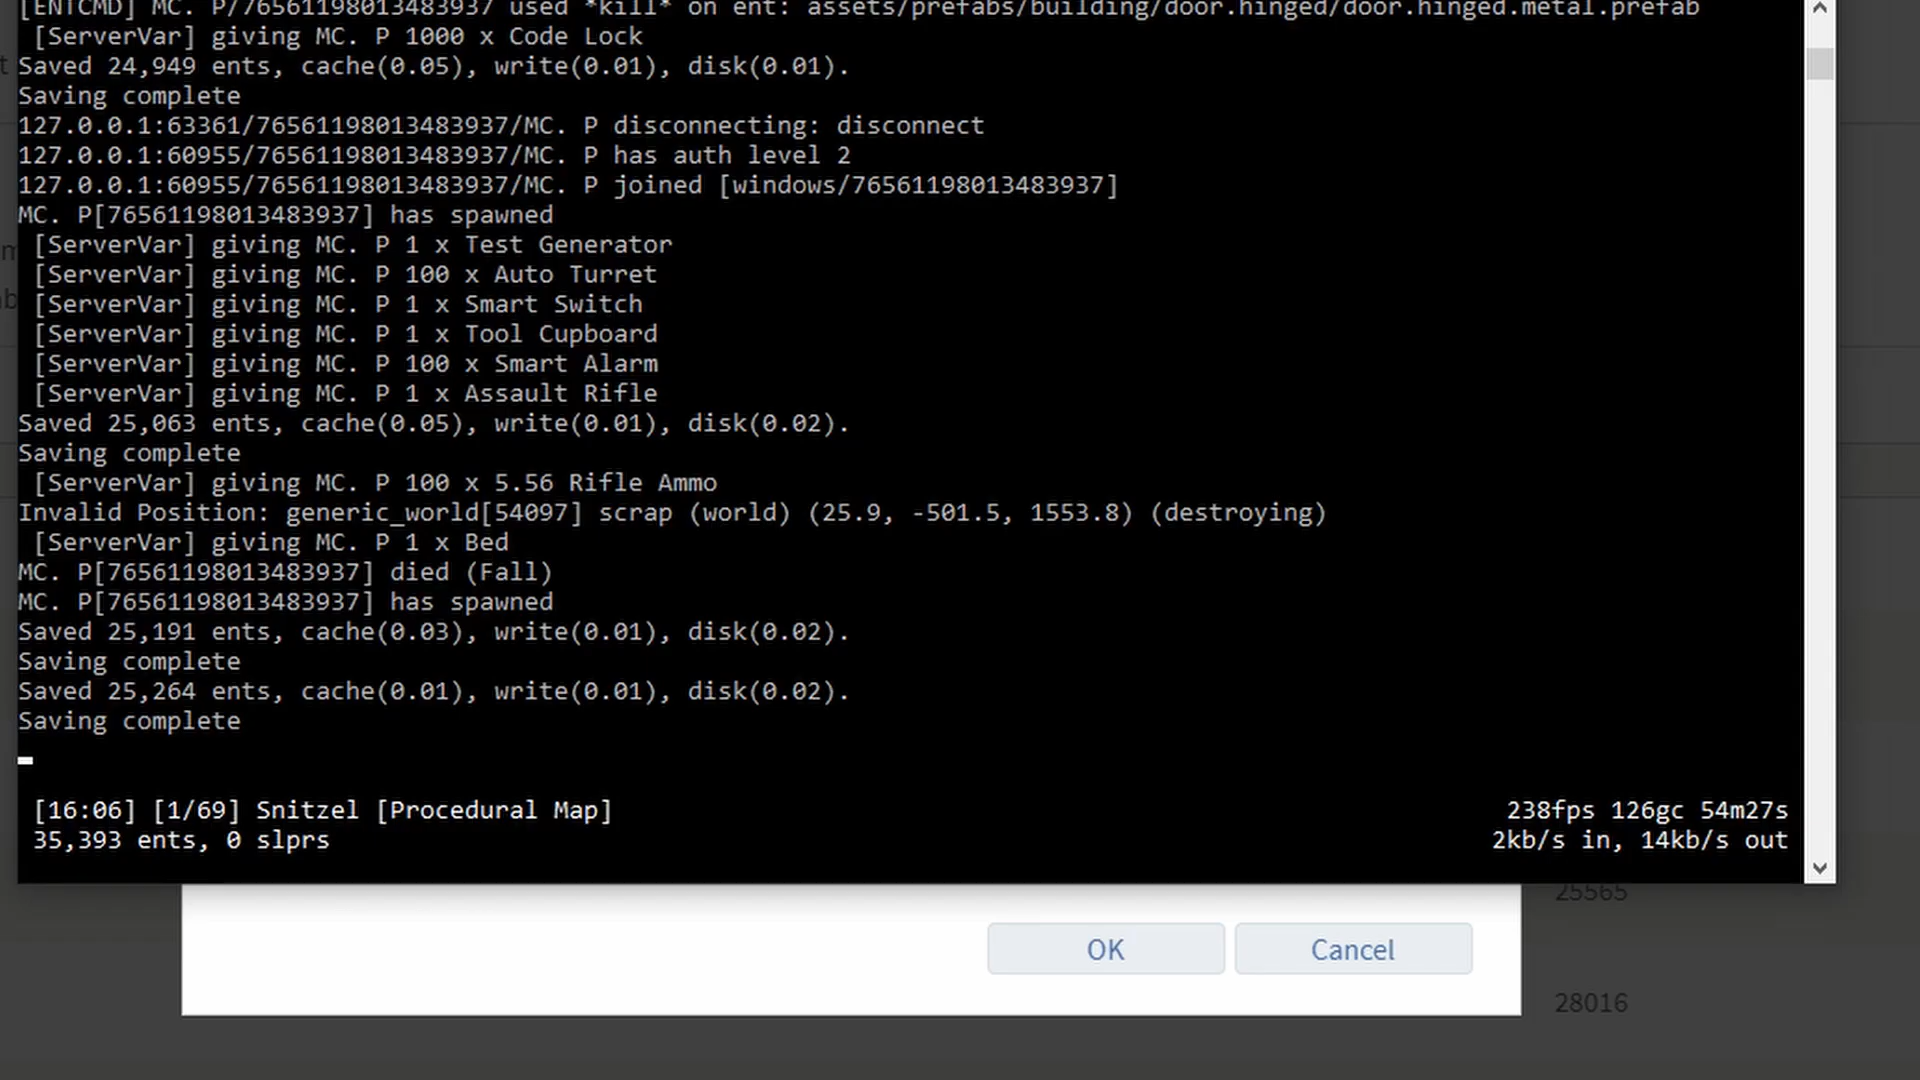 [ENTCMD] MC. P/76561198013483937 used *kill* on ent: assets/prefabs/building/door.hinged/door.hinged.metal.prefab
[ServerVar] giving MC. P 1000 x Code Lock
Saved 24,949 ents, cache(0.05), write(0.01), disk(0.01).
Saving complete
127.0.0.1:63361/76561198013483937/MC. P disconnecting: disconnect
127.0.0.1:60955/76561198013483937/MC. P has auth level 2
127.0.0.1:60955/76561198013483937/MC. P joined [windows/76561198013483937]
MC. P[76561198013483937] has spawned
[ServerVar] giving MC. P 1 x Test Generator
[ServerVar] giving MC. P 100 x Auto Turret
[ServerVar] giving MC. P 1 x Smart Switch
[ServerVar] giving MC. P 1 x Tool Cupboard
[ServerVar] giving MC. P 100 x Smart Alarm
[ServerVar] giving MC. P 1 x Assault Rifle
Saved 25,063 ents, cache(0.05), write(0.01), disk(0.02).
Saving complete
[ServerVar] giving MC. P 100 x 5.56 Rifle Ammo
Invalid Position: generic_world[54097] scrap (world) (25.9, -501.5, 1553.8) (destroying)
[ServerVar] giving MC. P 1 x Bed
MC. P[76561198013483937] died (Fall)
MC. P[76561198013483937] has spawned
Saved 25,191 ents, cache(0.03), write(0.01), disk(0.02).
Saving complete
Saved 25,264 ents, cache(0.01), write(0.01), disk(0.02).
Saving complete
[16:06] [1/69] Snitzel [Procedural Map] 238fps 126gc 54m27s
35,393 ents, 0 slprs 2kb/s in, 14kb/s out
25565
OK Cancel
28016